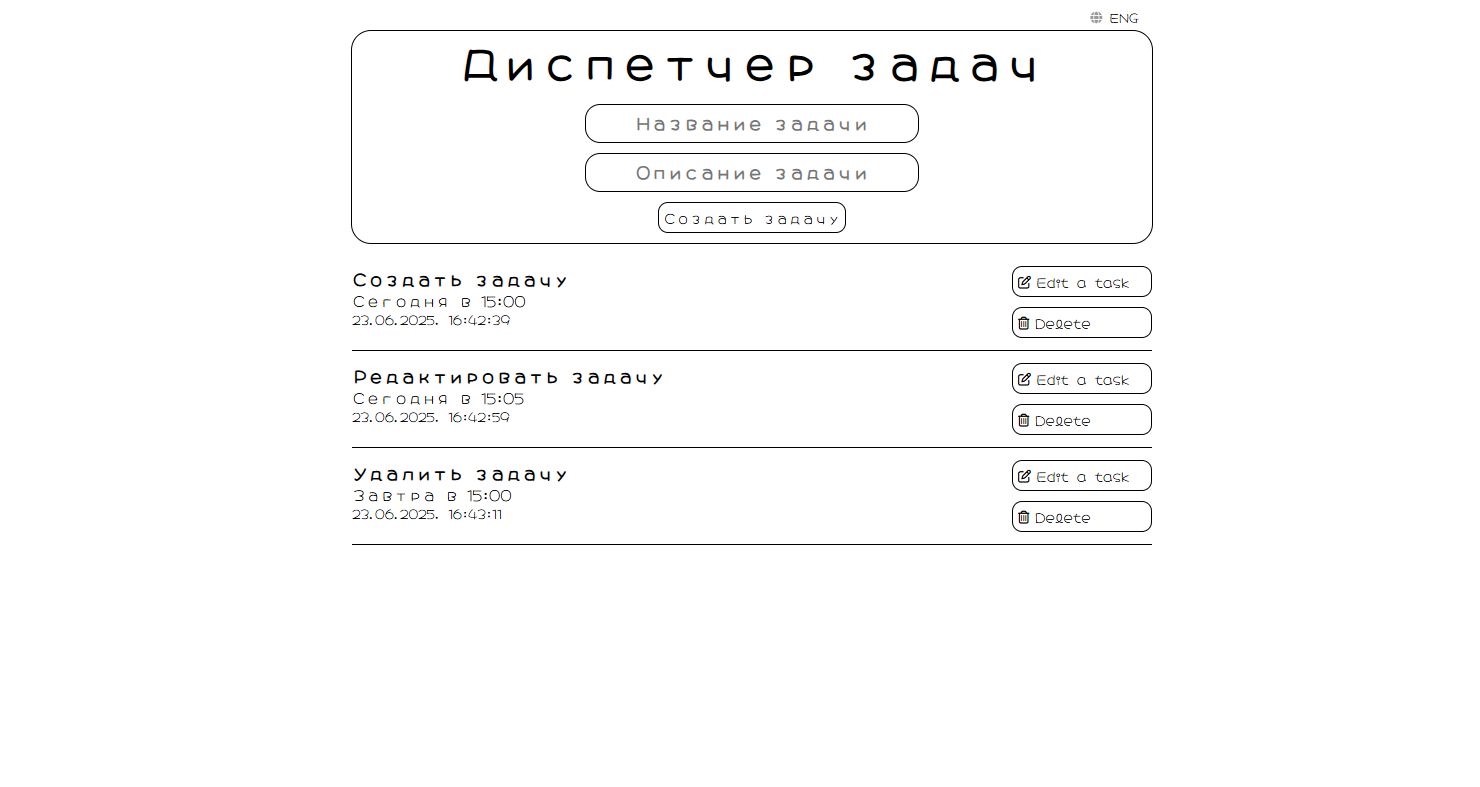 ENG
Диспетчер задач
Название задачи
Описание задачи
Создать задачу
Создать задачу
Сегодня в 15:00
23.06.2025. 16:42:39
Edit a task
Delete
Редактировать задачу
Сегодня в 15:05
23.06.2025. 16:42:59
Edit a task
Delete
Удалить задачу
Завтра в 15:00
23.06.2025. 16:43:11
Edit a task
Delete